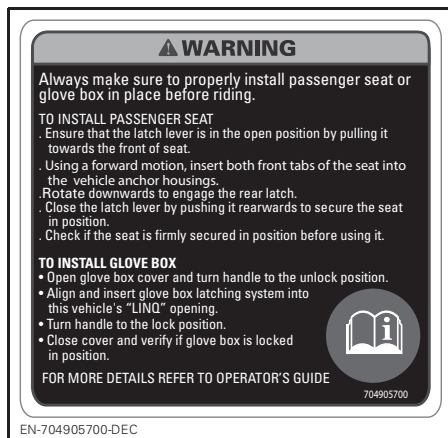 WARNING
Always make sure to properly install passenger seat or
glove box in place before riding.
TO INSTALL PASSENGER SEAT
. Ensure that the latch lever is in the open position by pulling it
towards the front of seat.
. Using a forward motion, insert both front tabs of the seat into
the vehicle anchor housings.
.Rotate downwards to engage the rear latch.
. Close the latch lever by pushing it rearwards to secure the seat
in position.
. Check if the seat is firmly secured in position before using it.
TO INSTALL GLOVE BOX
• Open glove box cover and turn handle to the unlock position.
• Align and insert glove box latching system into
this vehicle's “LINQ” opening.
• Turn handle to the lock position.
• Close cover and verify if glove box is locked
in position.
FOR MORE DETAILS REFER TO OPERATOR'S GUIDE
704905700
EN-704905700-DEC